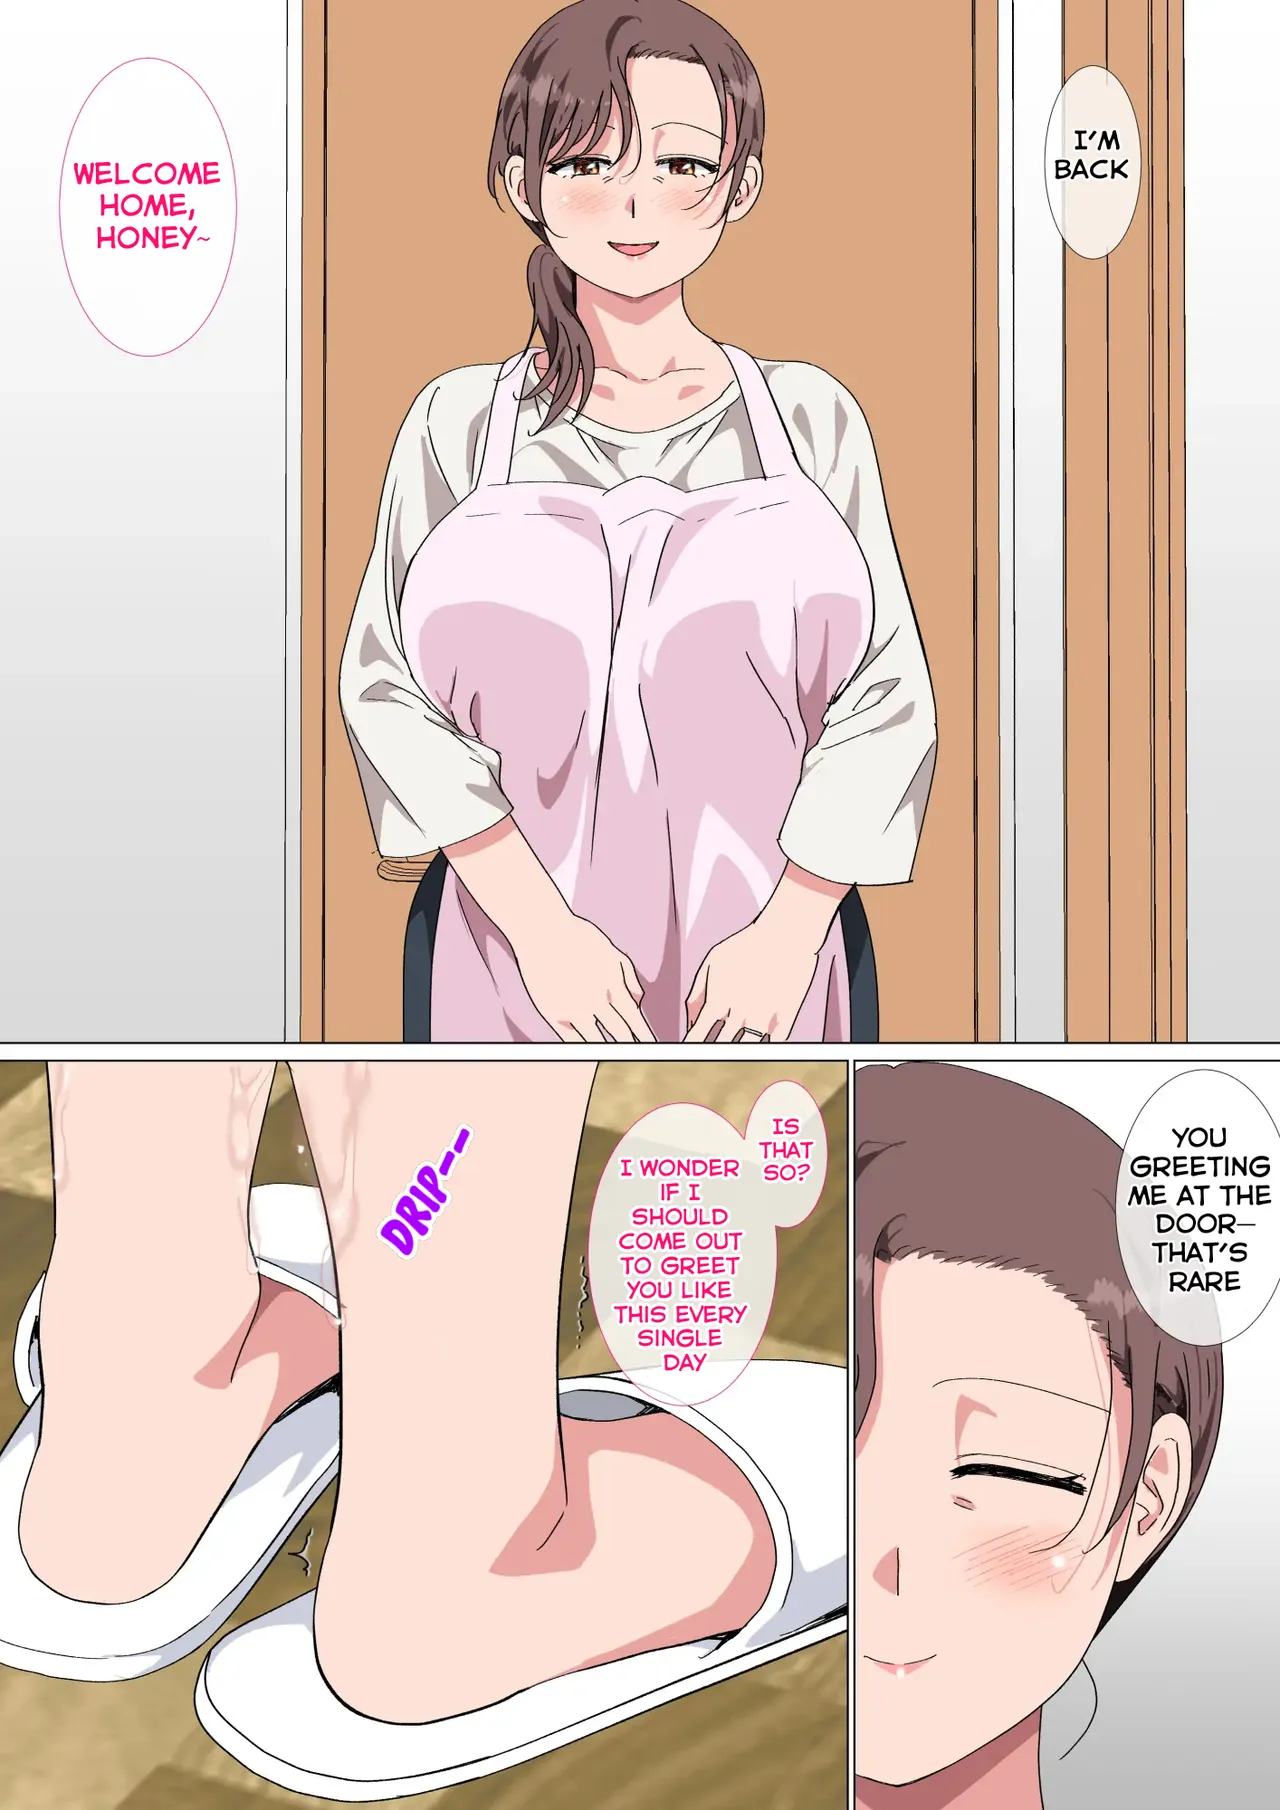 I'M
BACK
WELCOME
HOME,
HONEY~
YOU
GREETING
ME AT THE
DOOR—
THAT'S
RARE
IS
THAT
SO?
I WONDER
IF I
SHOULD
COME OUT
TO GREET
YOU LIKE
THIS EVERY
SINGLE
DAY
DRIP--